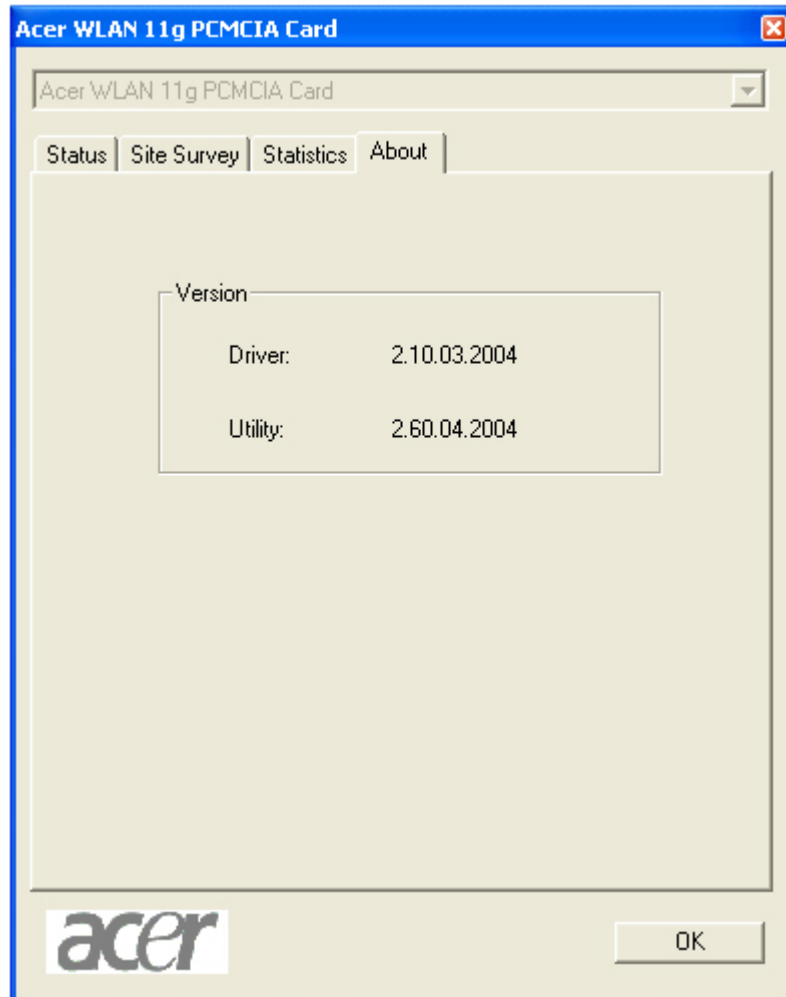 Acer WLAN 11g PCMCIA Card
Acer WLAN 11g PCMCIA Card
Status Site Survey Statistics About
Version
Driver: 2.10.03.2004
Utility: 2.60.04.2004
acer OK